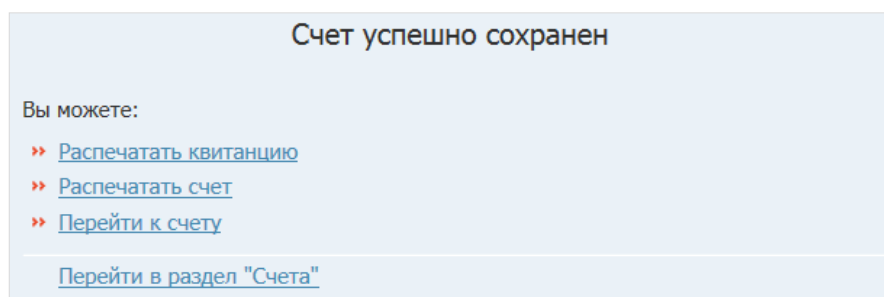 Счет успешно сохранен
Вы можете:
Распечатать квитанцию
Распечатать счет
Перейти к счету
Перейти в раздел "Счета"